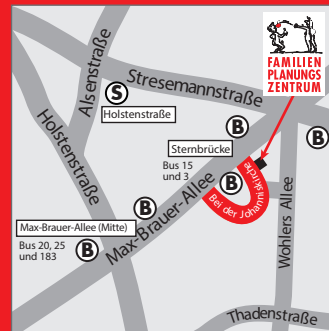 FAMILIEN
PLANUNGS
ZENTRUM
Alsenstraße
Stresemannstraße
S
Holstenstraße
B
B
Sternbrücke
Bus 15
und 3
B
Bei der Johanniskirche
Holstenstraße
Max-Brauer-Allee
Wohlers Allee
B
Max-Brauer-Allee (Mitte)
Bus 20, 25
und 183
B
Thadenstraße